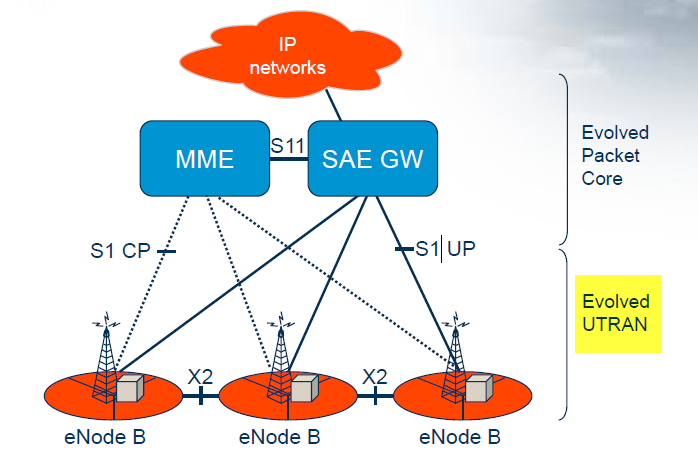 IP
networks
MME
S11
SAE GW
Evolved
Packet
Core
S1 CP
S1 UP
Evolved
UTRAN
X2
X2
eNode B
eNode B
eNode B